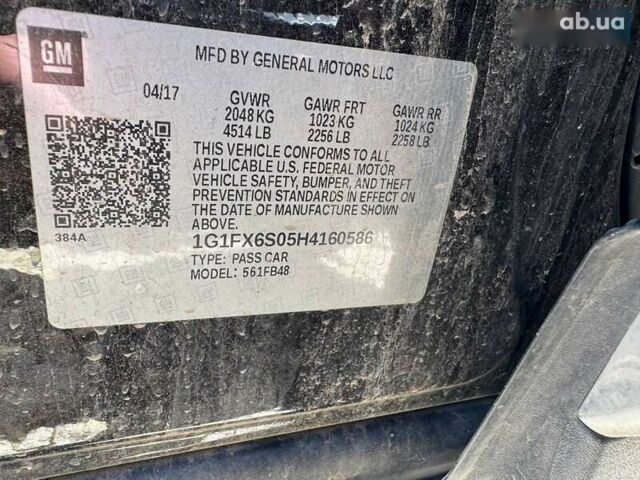 ab.ua
GM
MFD BY GENERAL MOTORS LLC
04/17
GVWR
2048 KG
4514 LB
GAWR FRT
1023 KG
2256 LB
GAWR RR
1024 KG
2258 LB
THIS VEHICLE CONFORMS TO ALL
APPLICABLE U.S. FEDERAL MOTOR
VEHICLE SAFETY, BUMPER, AND THEFT
PREVENTION STANDARDS IN EFFECT ON
THE DATE OF MANUFACTURE SHOWN
ABOVE.
384A
1G1FX6S05H4160586
TYPE: PASS CAR
MODEL: 561FB48